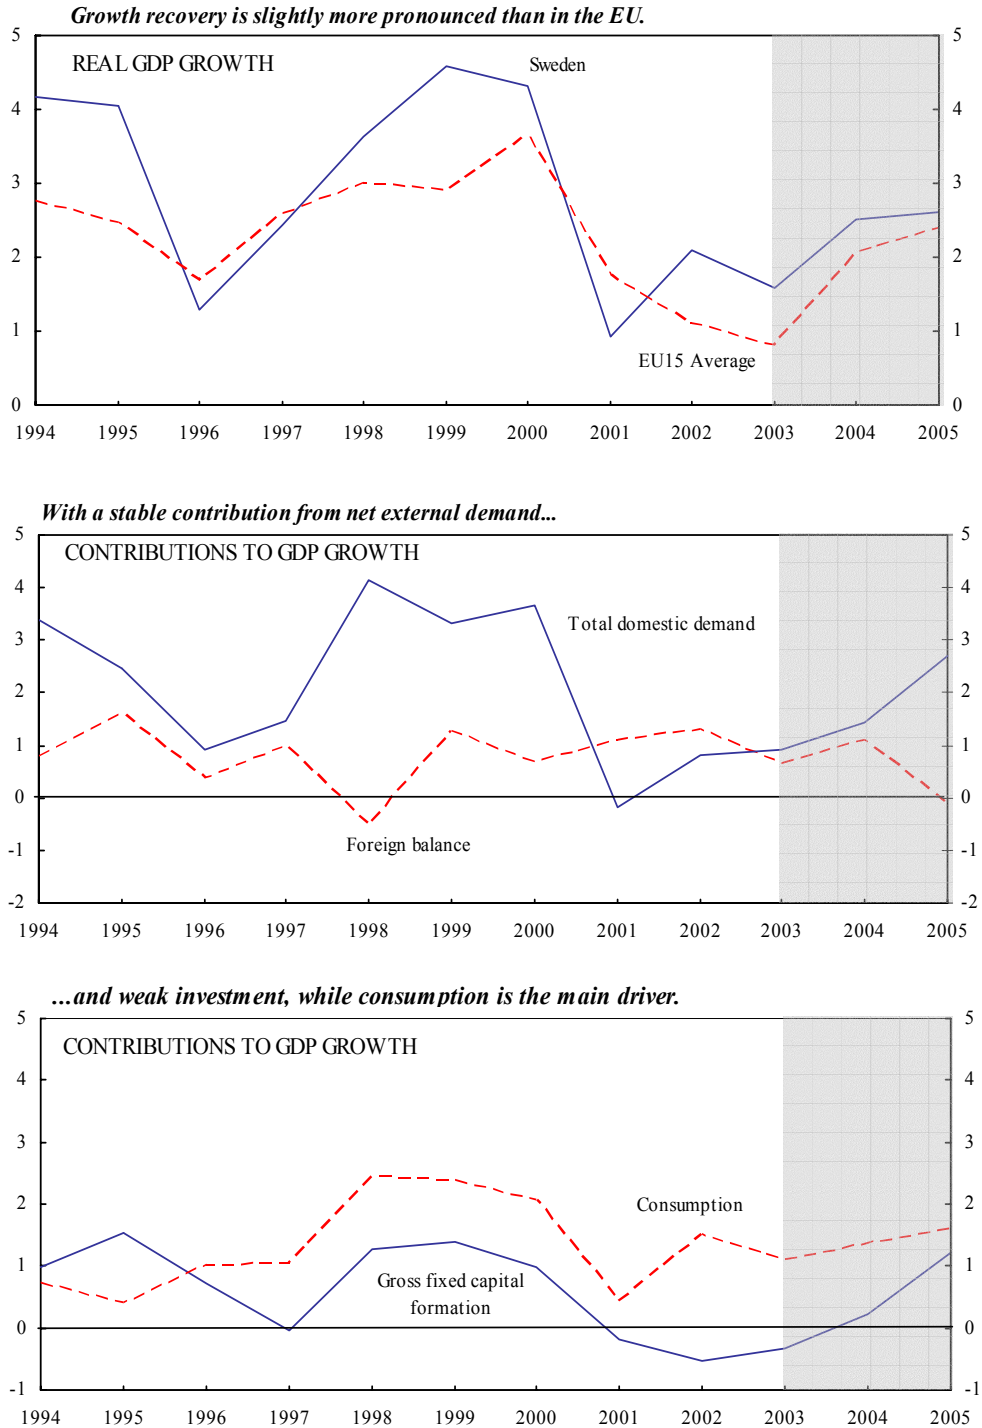 Growth recovery is slightly more pronounced than in the EU.
5 5
REAL GDP GROWTH Sweden
4 4
3 3
2 2
1 1
EU15 Average
0 0
1994 1995 1996 1997 1998 1999 2000 2001 2002 2003 2004 2005
With a stable contribution from net external demand...
5 5
CONTRIBUTIONS TO GDP GROWTH
4 4
Total domestic demand
3 3
2 2
1 1
0 0
Foreign balance
-1 -1
-2 -2
1994 1995 1996 1997 1998 1999 2000 2001 2002 2003 2004 2005
...and weak investment, while consumption is the main driver.
5 5
CONTRIBUTIONS TO GDP GROWTH
4 4
3 3
2 2
Consumption
1 1
Gross fixed capital
formation
0 0
-1 -1
1994 1995 1996 1997 1998 1999 2000 2001 2002 2003 2004 2005